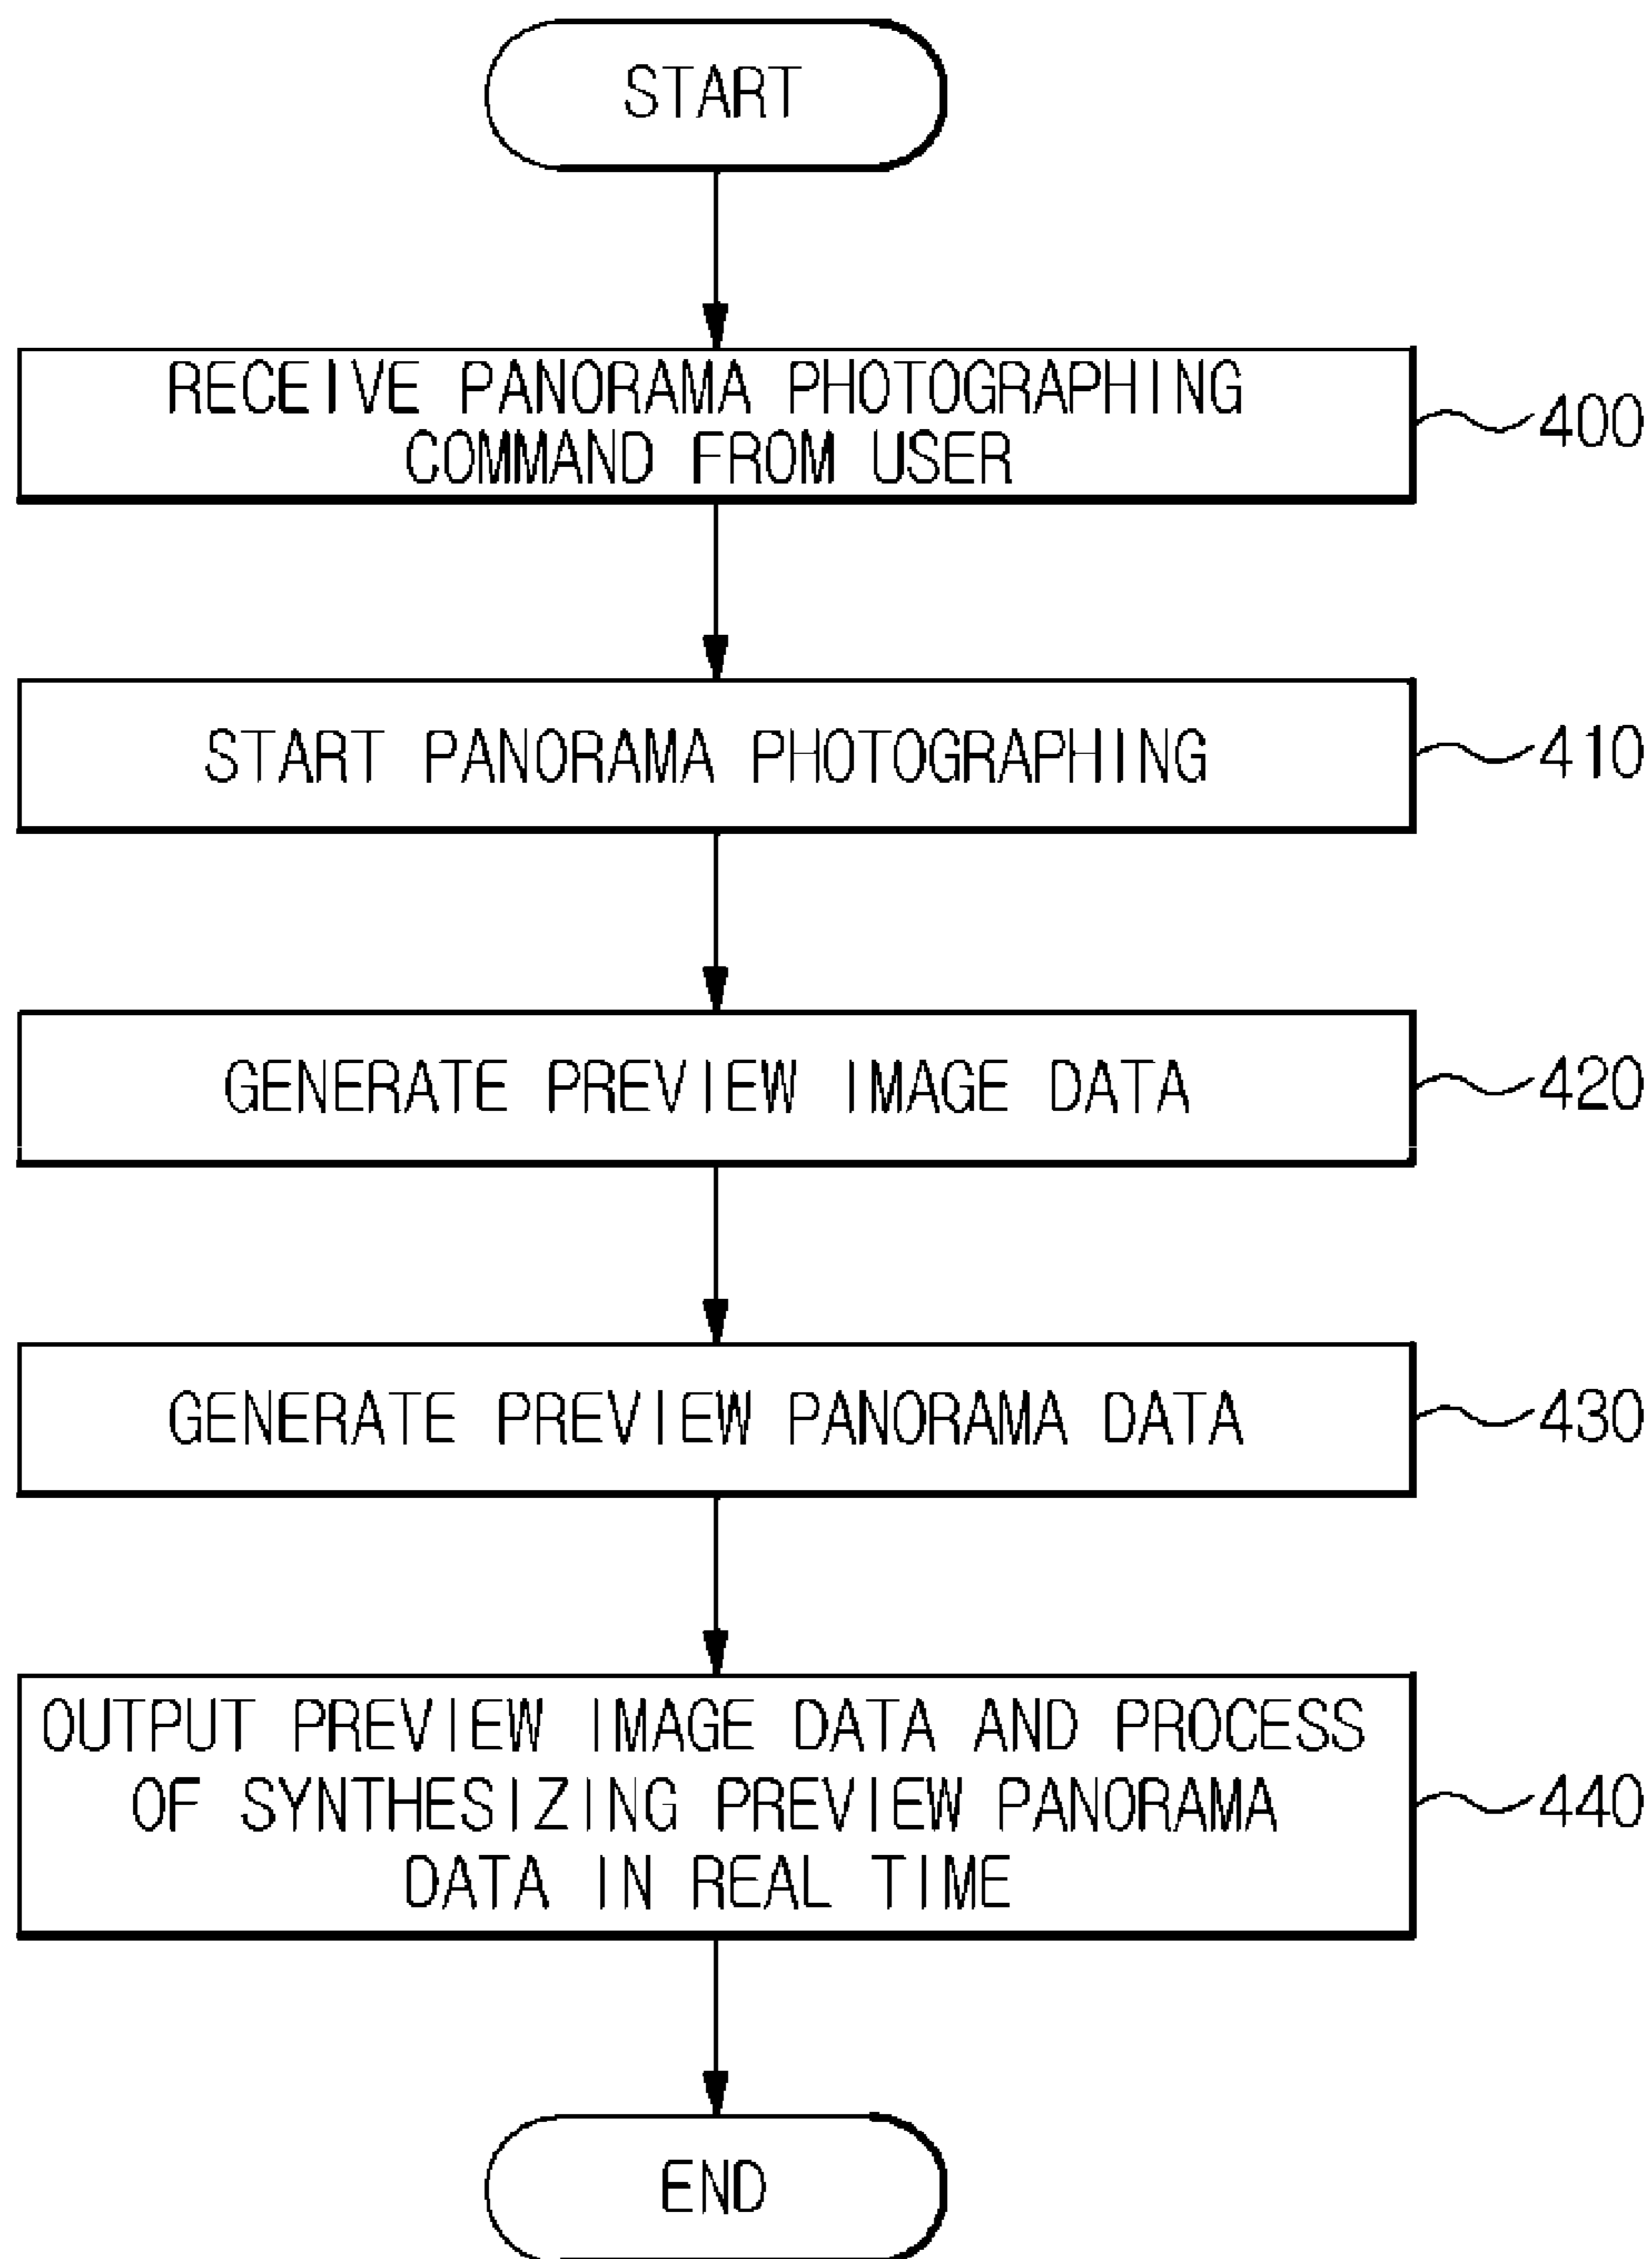 START
RECEIVE PANORAMA PHOTOGRAPHING
COMMAND FROM USER
400
START PANORAMA PHOTOGRAPHING
410
GENERATE PREVIEW IMAGE DATA
420
GENERATE PREVIEW PANORAMA DATA
430
OUTPUT PREVIEW IMAGE DATA AND PROCESS
OF SYNTHESIZING PREVIEW PANORAMA
DATA IN REAL TIME
440
END